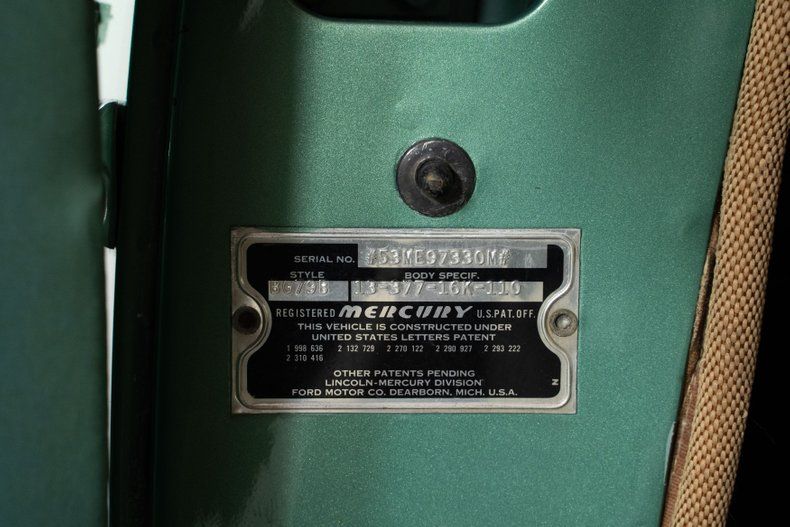 SERIAL NO. #53ME97330M#
STYLE BODY SPECIF.
3G79B 13-377-16K-110
REGISTERED MERCURY U.S.PAT.OFF.
THIS VEHICLE IS CONSTRUCTED UNDER
UNITED STATES LETTERS PATENT
1 998 636 2 132 729 2 270 122 2 290 927 2 293 222
2 310 416
OTHER PATENTS PENDING
LINCOLN-MERCURY DIVISION
FORD MOTOR CO. DEARBORN, MICH. U.S.A.
N